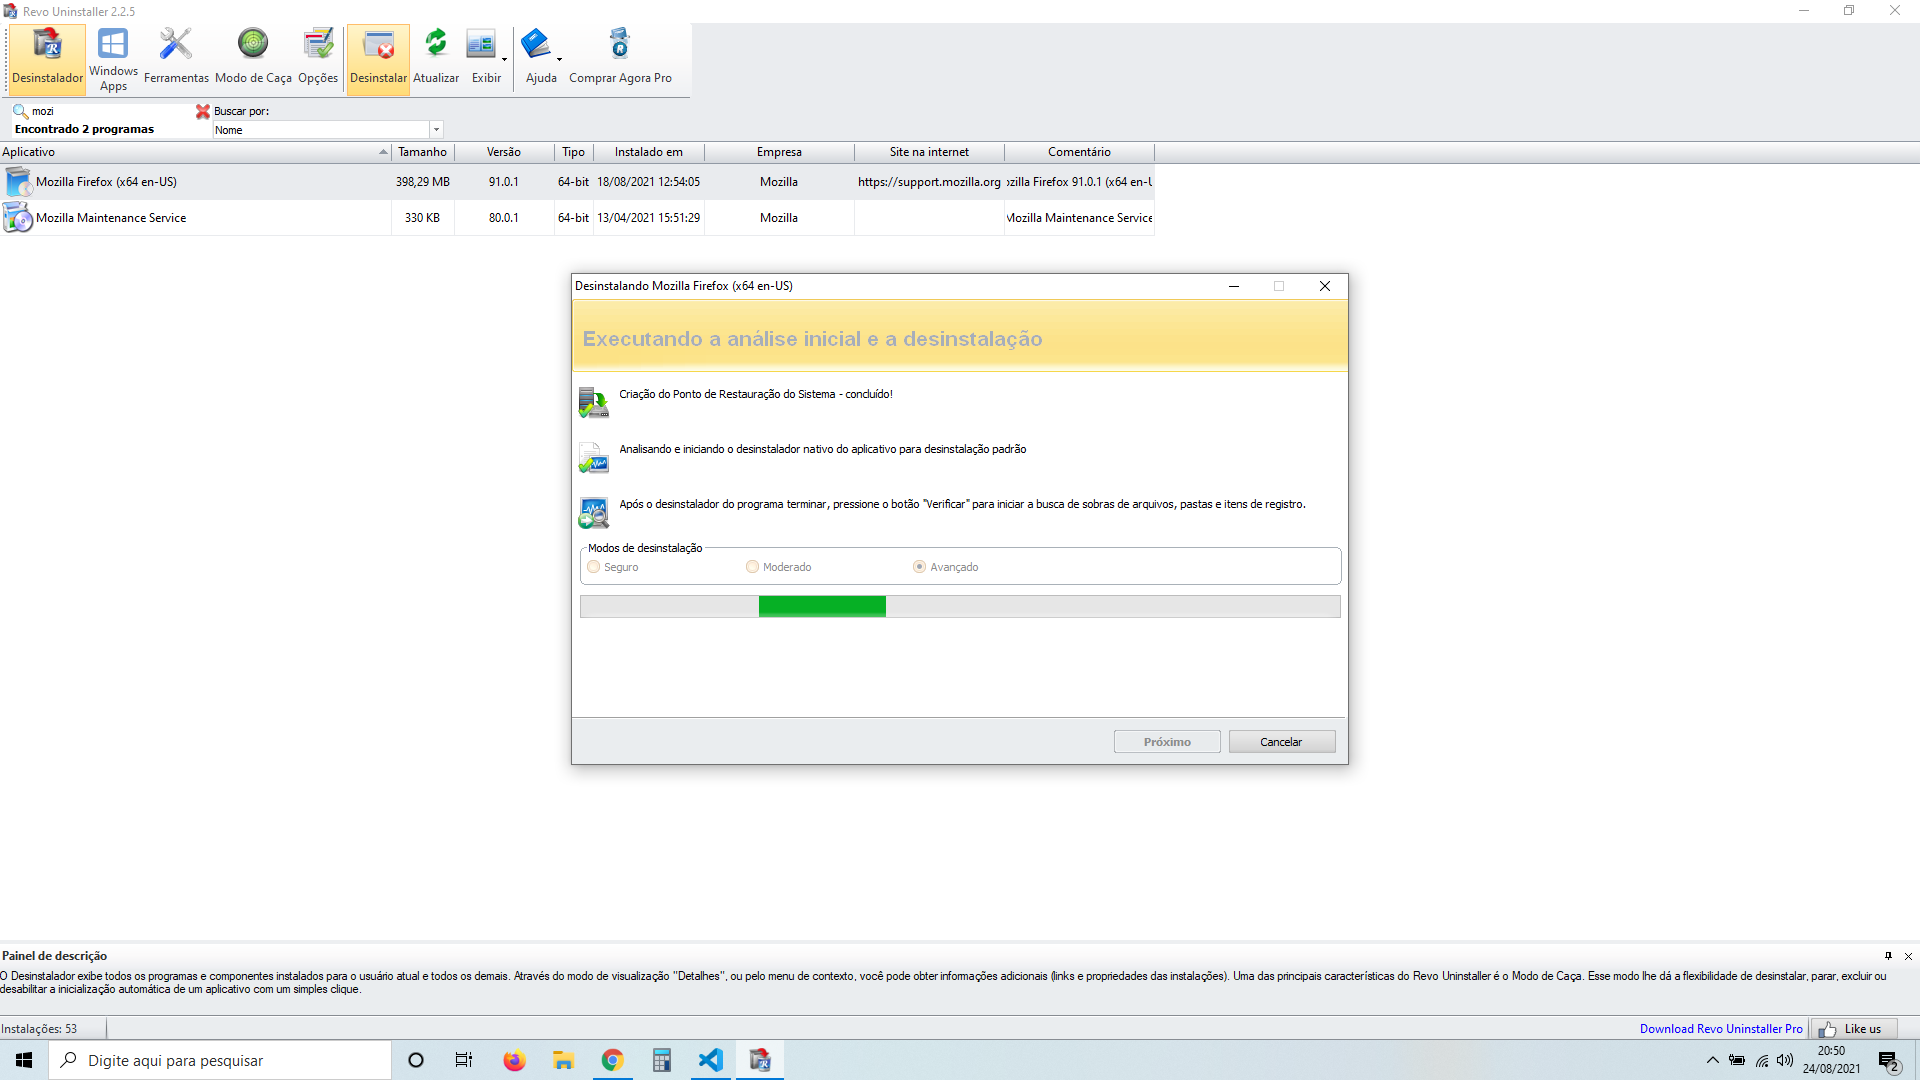 Revo Uninstaller 2.2.5
Desinstalador
Windows Apps
Ferramentas
Modo de Caça
Opções
Desinstalar
Atualizar
Exibir
Ajuda
Comprar Agora Pro
mozi
Buscar por:
Encontrado 2 programas
Nome
Aplicativo Tamanho Versão Tipo Instalado em Empresa Site na internet Comentário
Mozilla Firefox (x64 en-US) 398,29 MB 91.0.1 64-bit 18/08/2021 12:54:05 Mozilla https://support.mozilla.org ozilla Firefox 91.0.1 (x64 en-U
Mozilla Maintenance Service 330 KB 80.0.1 64-bit 13/04/2021 15:51:29 Mozilla Mozilla Maintenance Service
Desinstalando Mozilla Firefox (x64 en-US)
Executando a análise inicial e a desinstalação
Criação do Ponto de Restauração do Sistema - concluído!
Analisando e iniciando o desinstalador nativo do aplicativo para desinstalação padrão
Após o desinstalador do programa terminar, pressione o botão "Verificar" para iniciar a busca de sobras de arquivos, pastas e itens de registro.
Modos de desinstalação
Seguro Moderado Avançado
Próximo Cancelar
Painel de descrição
O Desinstalador exibe todos os programas e componentes instalados para o usuário atual e todos os demais. Através do modo de visualização "Detalhes", ou pelo menu de contexto, você pode obter informações adicionais (links e propriedades das instalações). Uma das principais características do Revo Uninstaller é o Modo de Caça. Esse modo lhe dá a flexibilidade de desinstalar, parar, excluir ou
desabilitar a inicialização automática de um aplicativo com um simples clique.
Instalações: 53
Download Revo Uninstaller Pro
Like us
Digite aqui para pesquisar
20:50
24/08/2021
2